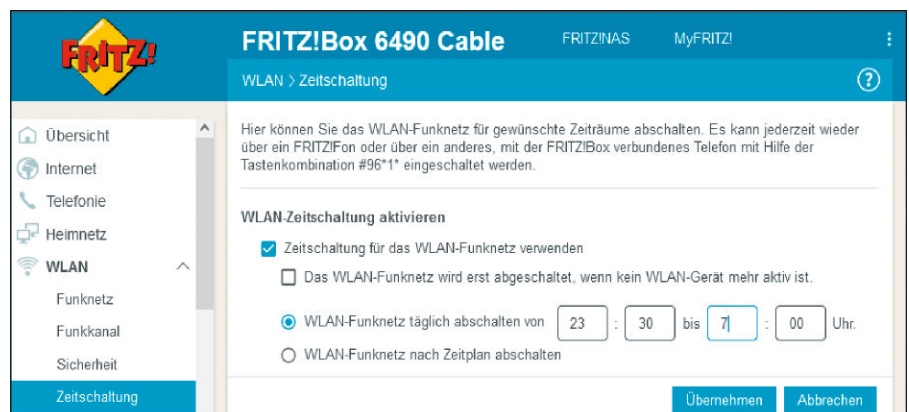 FRITZ!
FRITZ!Box 6490 Cable
FRITZ!NAS
MyFRITZ!
WLAN > Zeitschaltung
?
Übersicht
Internet
Telefonie
Heimnetz
WLAN
Funknetz
Funkkanal
Sicherheit
Zeitschaltung
Hier können Sie das WLAN-Funknetz für gewünschte Zeiträume abschalten. Es kann jederzeit wieder
über ein FRITZ!Fon oder über ein anderes, mit der FRITZ!Box verbundenes Telefon mit Hilfe der
Tastenkombination #96*1* eingeschaltet werden.
WLAN-Zeitschaltung aktivieren
Zeitschaltung für das WLAN-Funknetz verwenden
Das WLAN-Funknetz wird erst abgeschaltet, wenn kein WLAN-Gerät mehr aktiv ist.
WLAN-Funknetz täglich abschalten von 23 : 30 bis 7 : 00 Uhr.
WLAN-Funknetz nach Zeitplan abschalten
Übernehmen
Abbrechen